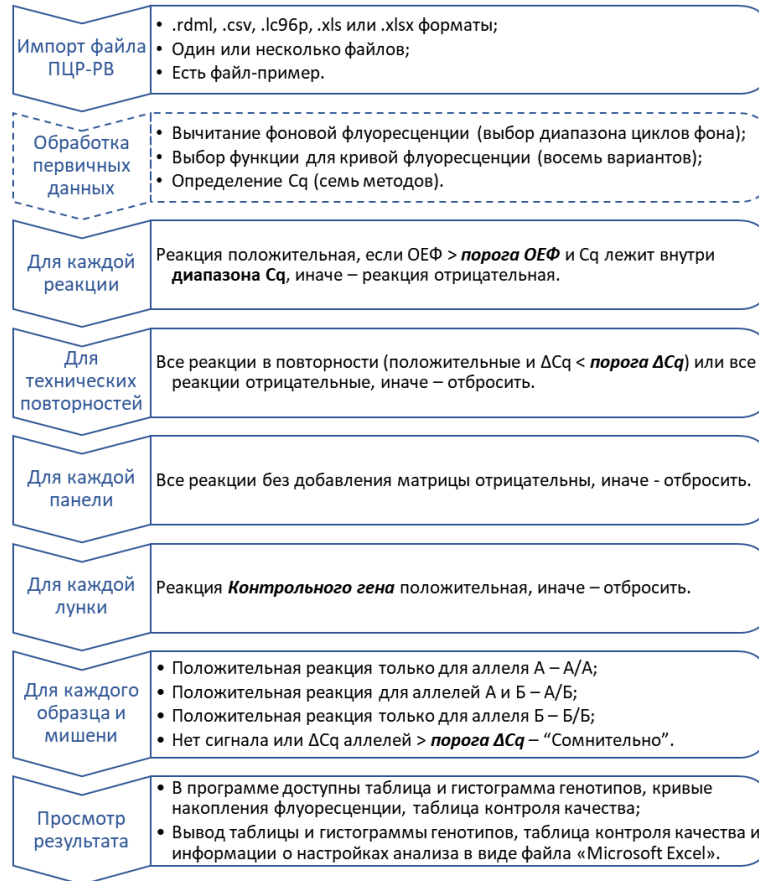 Импорт файла
ПЦР-РВ
• .rdml, .csv, .lc96p, .xls или .xlsx форматы;
• Один или несколько файлов;
• Есть файл-пример.
Обработка
первичных
данных
• Вычитание фоновой флуоресценции (выбор диапазона циклов фона);
• Выбор функции для кривой флуоресценции (восемь вариантов);
• Определение Cq (семь методов).
Для каждой
реакции
Реакция положительная, если ОЕФ > порога ОЕФ и Cq лежит внутри
диапазона Cq, иначе – реакция отрицательная.
Для
технических
повторностей
Все реакции в повторности (положительные и ΔCq < порога ΔCq) или все
реакции отрицательные, иначе – отбросить.
Для каждой
панели
Все реакции без добавления матрицы отрицательны, иначе - отбросить.
Для каждой
лунки
Реакция Контрольного гена положительная, иначе – отбросить.
Для каждого
образца и
мишени
• Положительная реакция только для аллеля А – А/А;
• Положительная реакция для аллелей А и Б – А/Б;
• Положительная реакция только для аллеля Б – Б/Б;
• Нет сигнала или ΔCq аллелей > порога ΔCq – “Сомнительно”.
Просмотр
результата
• В программе доступны таблица и гистограмма генотипов, кривые
накопления флуоресценции, таблица контроля качества;
• Вывод таблицы и гистограммы генотипов, таблица контроля качества и
информации о настройках анализа в виде файла «Microsoft Excel».